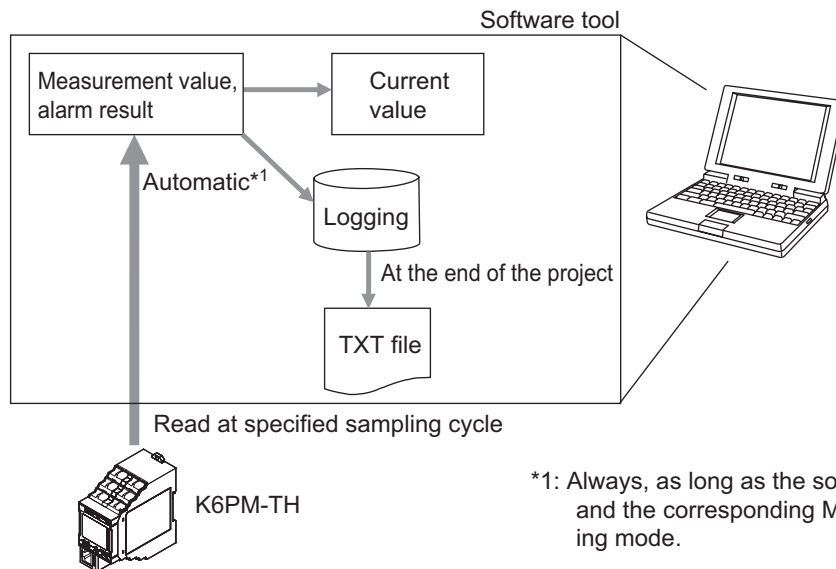 Software tool
Measurement value,
alarm result
Current
value
Automatic*1
Logging
At the end of the project
TXT file
Read at specified sampling cycle
K6PM-TH
*1: Always, as long as the
and the corresponding
ing mode.